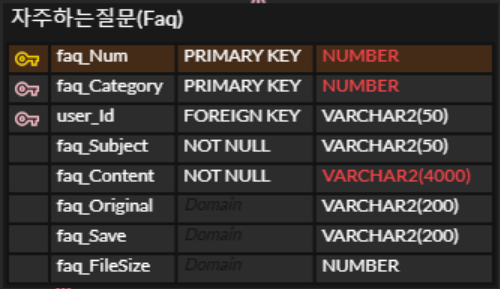 자주하는질문(Faq)
faq_Num PRIMARY KEY NUMBER
faq_Category PRIMARY KEY NUMBER
user_Id FOREIGN KEY VARCHAR2(50)
faq_Subject NOT NULL VARCHAR2(50)
faq_Content NOT NULL VARCHAR2(4000)
faq_Original Domain VARCHAR2(200)
faq_Save Domain VARCHAR2(200)
faq_FileSize Domain NUMBER